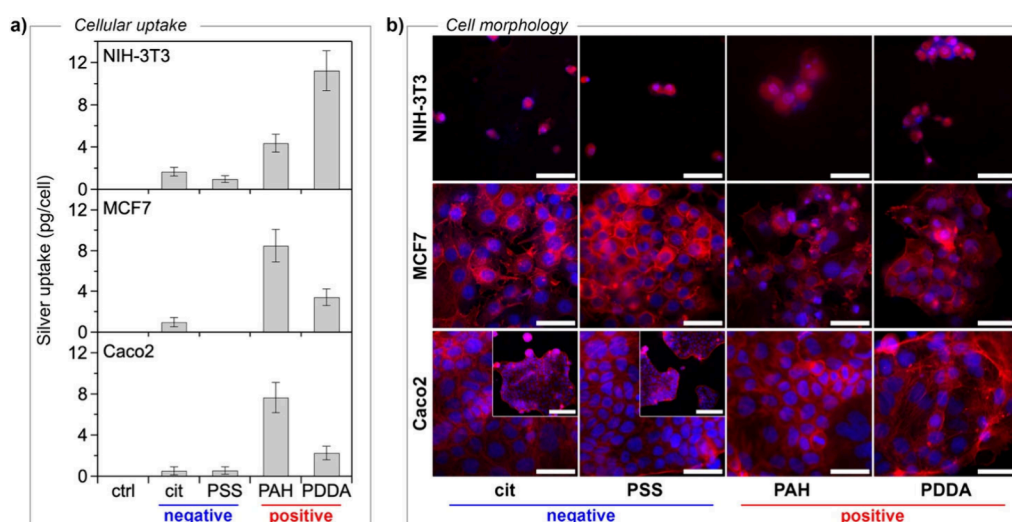 a)
Cellular uptake
Silver uptake (pg/cell)
NIH-3T3
12
8
4
0
MCF7
12
8
4
0
Caco2
12
8
4
0
ctrl cit PSS PAH PDDA
negative positive
b)
Cell morphology
NIH-3T3
MCF7
Caco2
cit PSS PAH PDDA
negative positive